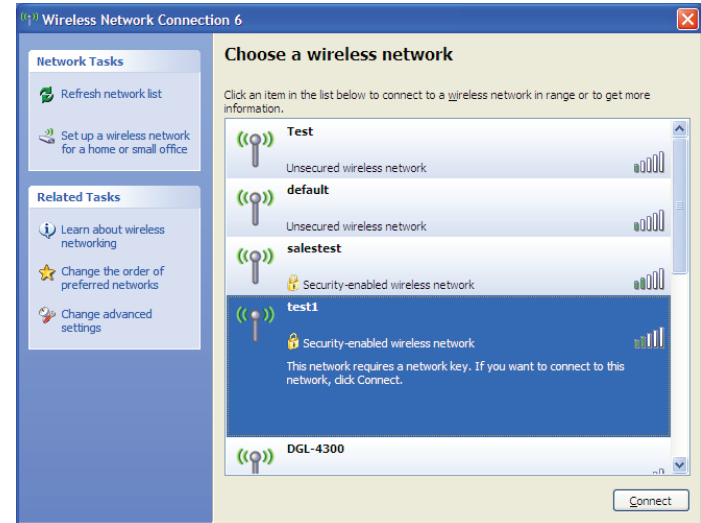 Wireless Network Connection 6
Network Tasks
Refresh network list
Set up a wireless network
for a home or small office
Related Tasks
Learn about wireless
networking
Change the order of
preferred networks
Change advanced
settings
Choose a wireless network
Click an item in the list below to connect to a wireless network in range or to get more
information.
Test
Unsecured wireless network
default
Unsecured wireless network
salestest
Security-enabled wireless network
test1
Security-enabled wireless network
This network requires a network key. If you want to connect to this
network, click Connect.
DGL-4300
Connect